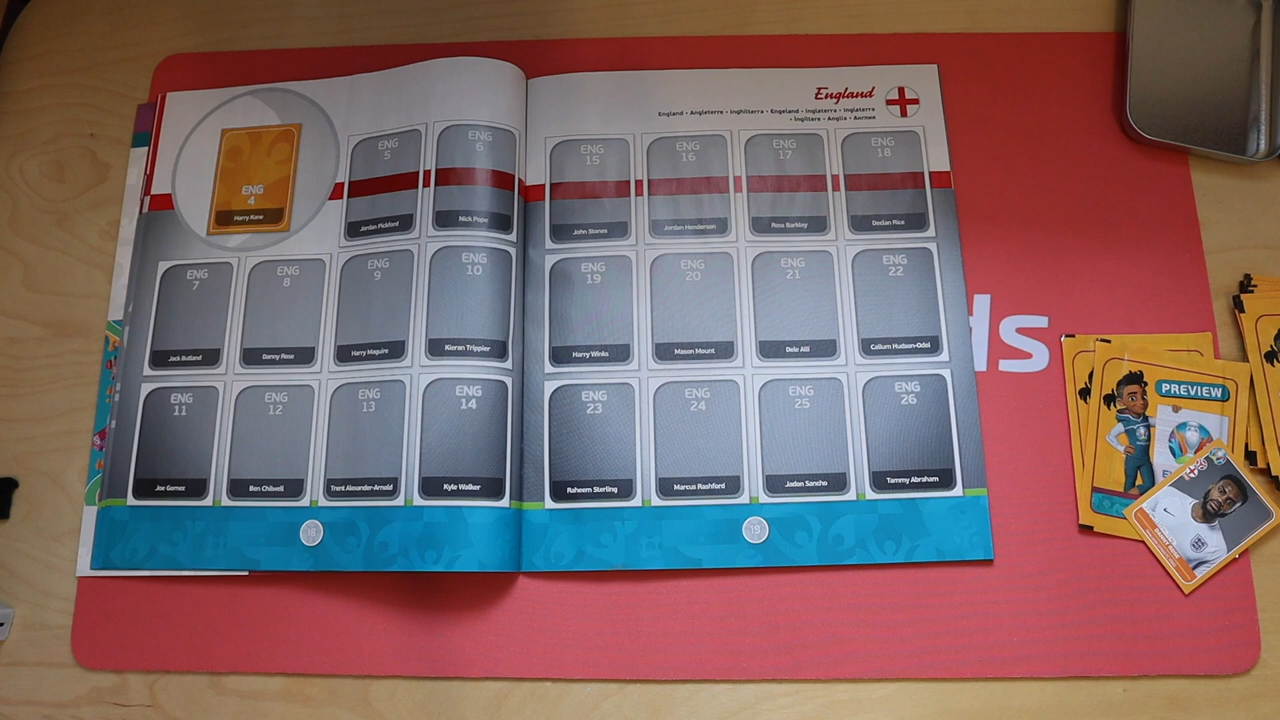 England
England • Angleterre • Inghilterra • Engeland • Inglaterra • Inglaterra
• İngiltere • Anglia • Англия
ENG
4
Harry Kane
ENG
5
Jordan Pickford
ENG
6
Nick Pope
ENG
7
Jack Butland
ENG
8
Danny Rose
ENG
9
Harry Maguire
ENG
10
Kieran Trippier
ENG
11
Joe Gomez
ENG
12
Ben Chilwell
ENG
13
Trent Alexander-Arnold
ENG
14
Kyle Walker
18
ENG
15
John Stones
ENG
16
Jordan Henderson
ENG
17
Ross Barkley
ENG
18
Declan Rice
ENG
19
Harry Winks
ENG
20
Mason Mount
ENG
21
Dele Alli
ENG
22
Callum Hudson-Odoi
ENG
23
Raheem Sterling
ENG
24
Marcus Rashford
ENG
25
Jadon Sancho
ENG
26
Tammy Abraham
19
ds
PREVIEW